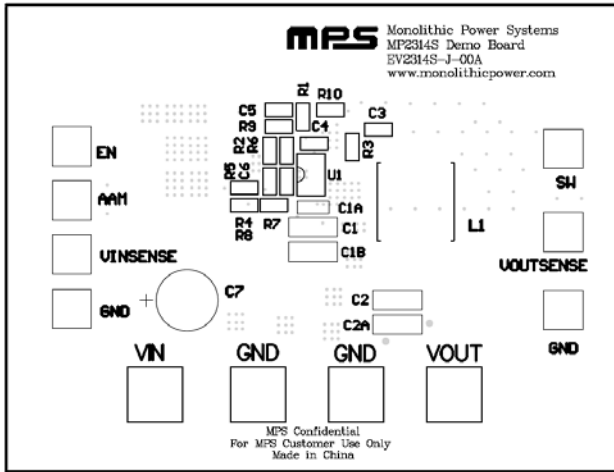 MPS
Monolithic Power Systems
MP2314S Demo Board
EV2314S-J-00A
www.monolithicpower.com
R1
R10
C5
C3
R9
C4
R2
R6
R3
EN
U1
R5
C6
SW
AAM
C1A
R4
R7
C1
L1
R8
VINSENSE
C1B
VOUTSENSE
C7
+
C2
GND
C2A
GND
VIN
GND
GND
VOUT
MPS Confidential
For MPS Customer Use Only
Made in China